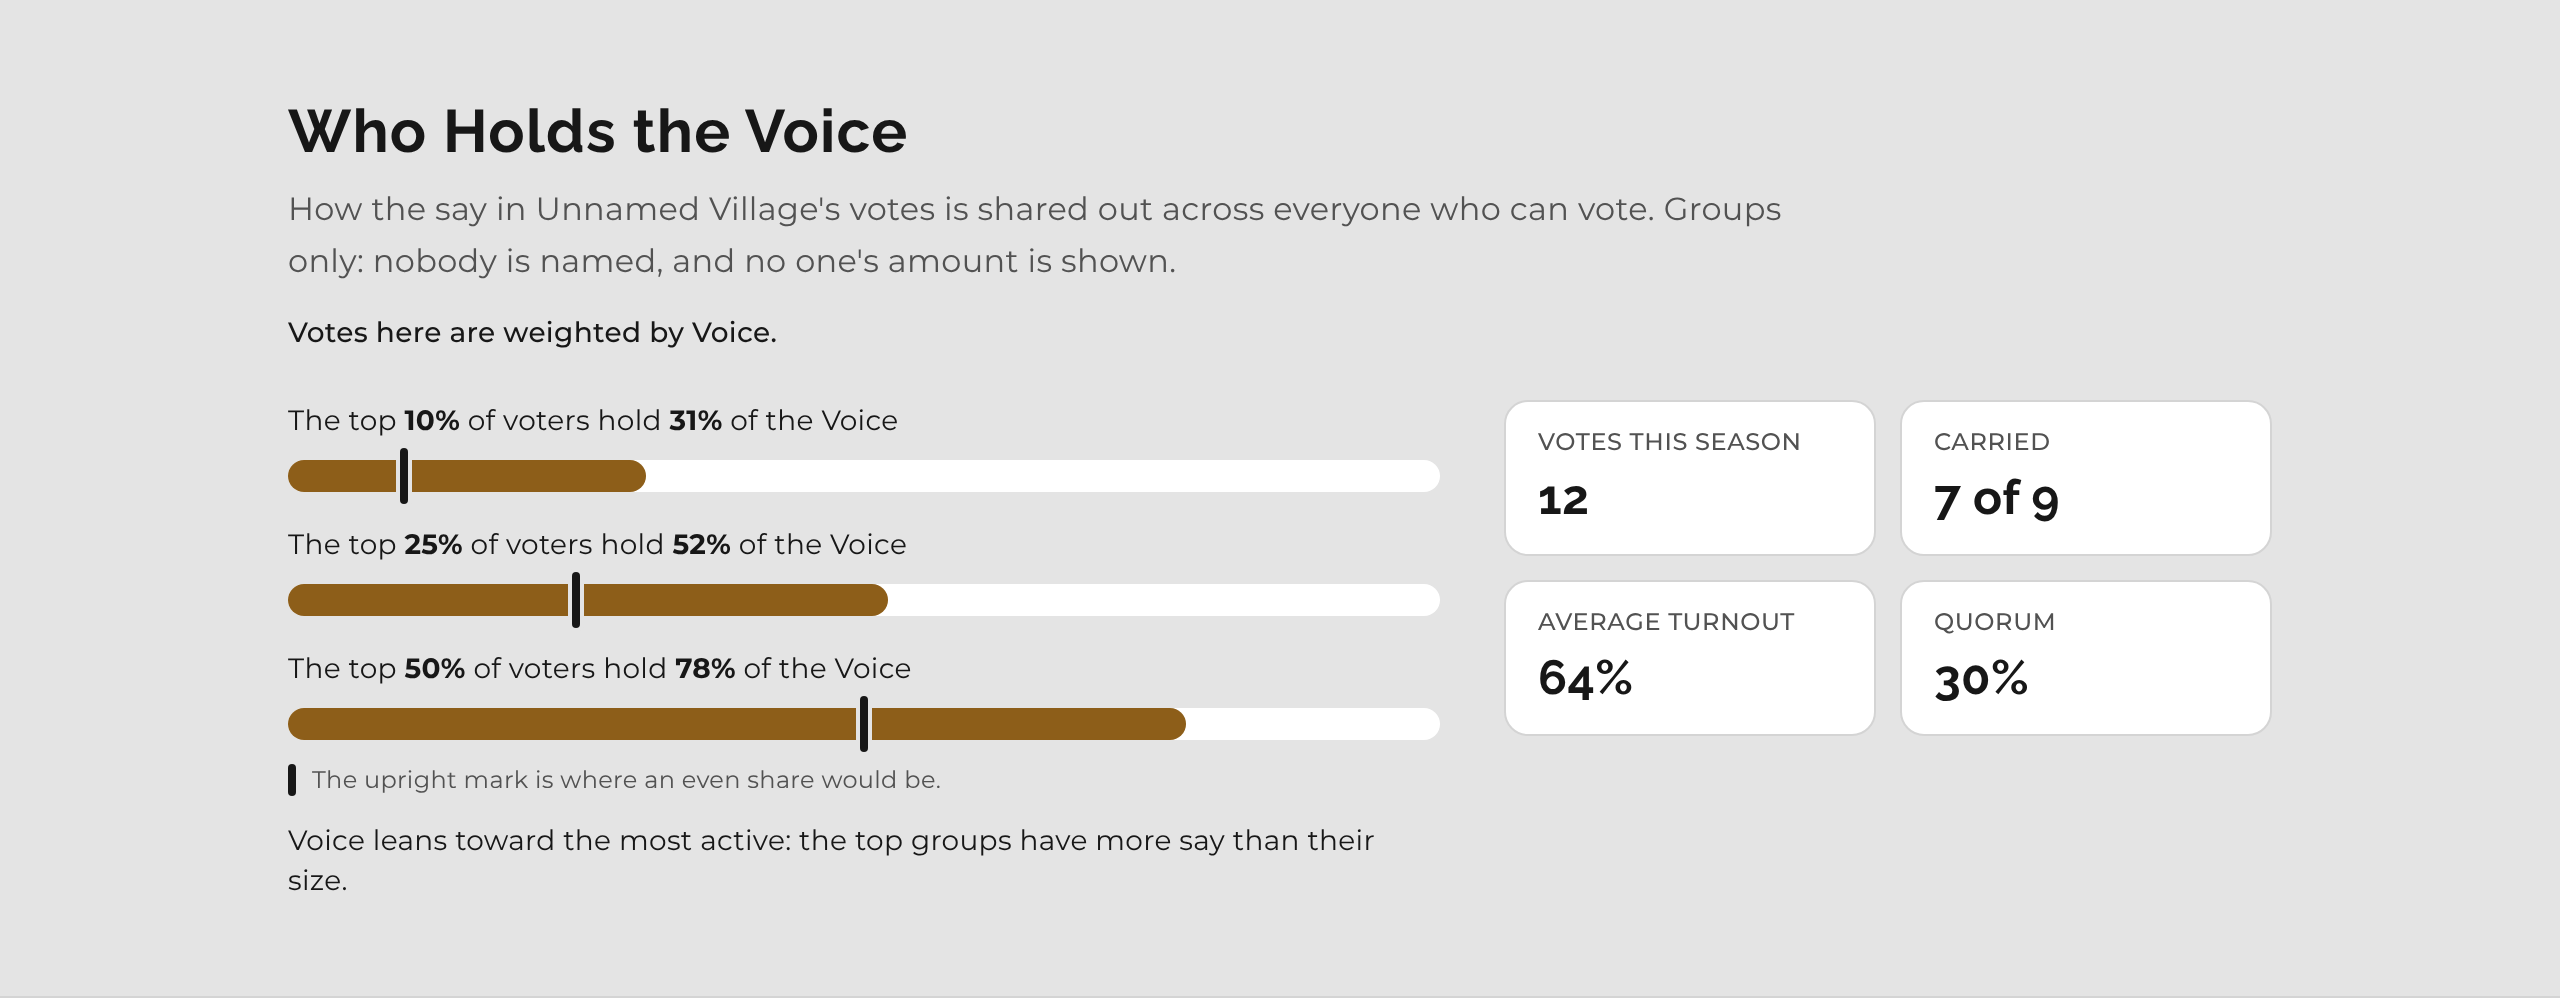 Who Holds the Voice
How the say in Unnamed Village's votes is shared out across everyone who can vote. Groups
only: nobody is named, and no one's amount is shown.
Votes here are weighted by Voice.
The top 10% of voters hold 31% of the Voice
The top 25% of voters hold 52% of the Voice
The top 50% of voters hold 78% of the Voice
The upright mark is where an even share would be.
Voice leans toward the most active: the top groups have more say than their
size.
VOTES THIS SEASON
12
CARRIED
7 of 9
AVERAGE TURNOUT
64%
QUORUM
30%